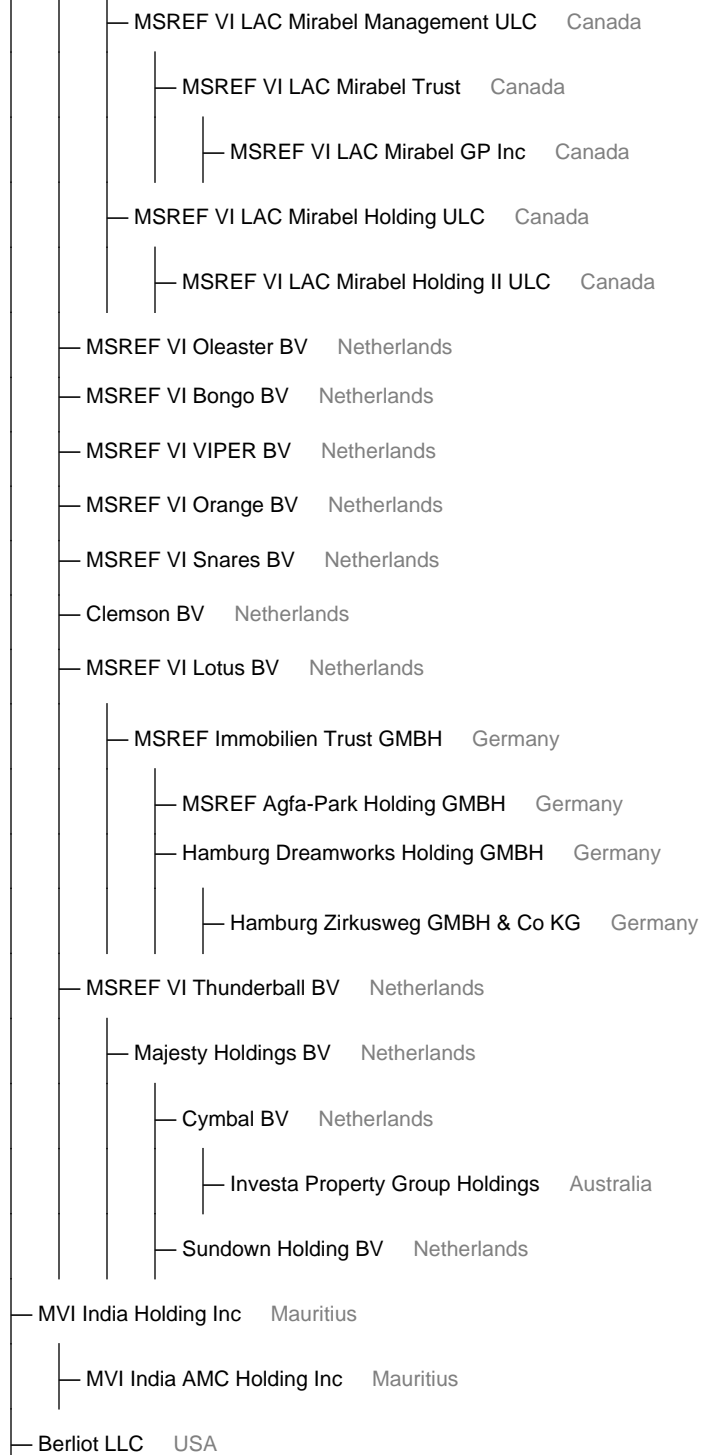 MSREF VI LAC Mirabel Management ULC Canada
MSREF VI LAC Mirabel Trust Canada
MSREF VI LAC Mirabel GP Inc Canada
MSREF VI LAC Mirabel Holding ULC Canada
MSREF VI LAC Mirabel Holding II ULC Canada
MSREF VI Oleaster BV Netherlands
MSREF VI Bongo BV Netherlands
MSREF VI VIPER BV Netherlands
MSREF VI Orange BV Netherlands
MSREF VI Snares BV Netherlands
Clemson BV Netherlands
MSREF VI Lotus BV Netherlands
MSREF Immobilien Trust GMBH Germany
MSREF Agfa-Park Holding GMBH Germany
Hamburg Dreamworks Holding GMBH Germany
Hamburg Zirkusweg GMBH & Co KG Germany
MSREF VI Thunderball BV Netherlands
Majesty Holdings BV Netherlands
Cymbal BV Netherlands
Investa Property Group Holdings Australia
Sundown Holding BV Netherlands
MVI India Holding Inc Mauritius
MVI India AMC Holding Inc Mauritius
Berliot LLC USA